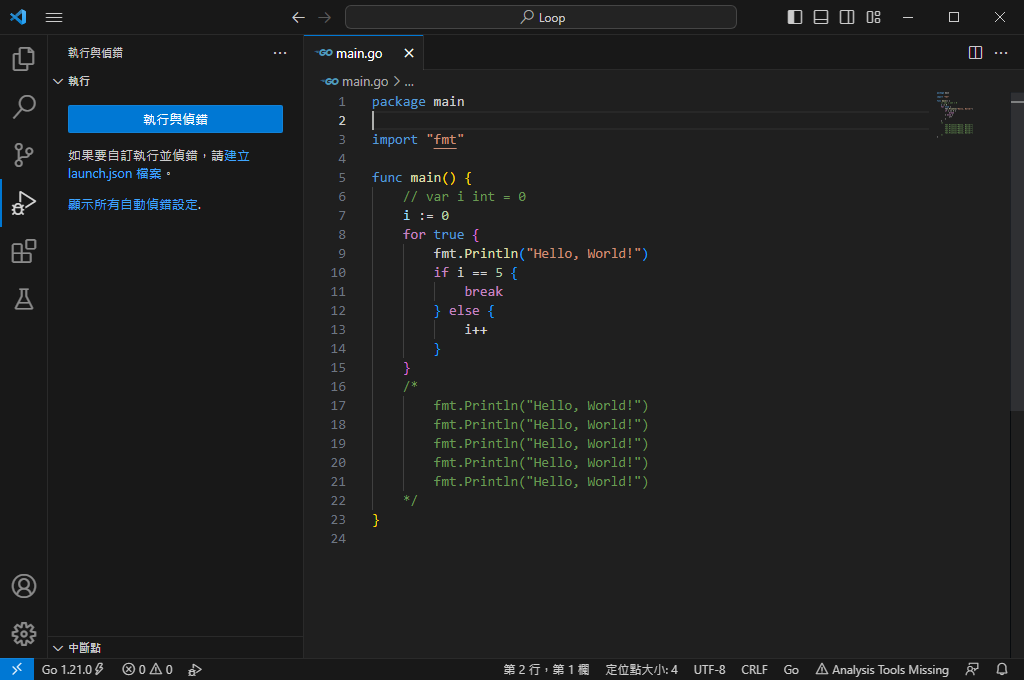 Loop
執行與偵錯
執行
執行與偵錯
如果要自訂執行並偵錯，請建立
launch.json 檔案。
顯示所有自動偵錯設定.
中斷點
main.go
main.go > ...
1 package main
2
3 import "fmt"
4
5 func main() {
6 // var i int = 0
7 i := 0
8 for true {
9 fmt.Println("Hello, World!")
10 if i == 5 {
11 break
12 } else {
13 i++
14 }
15 }
16 /*
17 fmt.Println("Hello, World!")
18 fmt.Println("Hello, World!")
19 fmt.Println("Hello, World!")
20 fmt.Println("Hello, World!")
21 fmt.Println("Hello, World!")
22 */
23 }
24
Go 1.21.0 0 0 第 2 行，第 1 欄 定位點大小: 4 UTF-8 CRLF Go Analysis Tools Missing